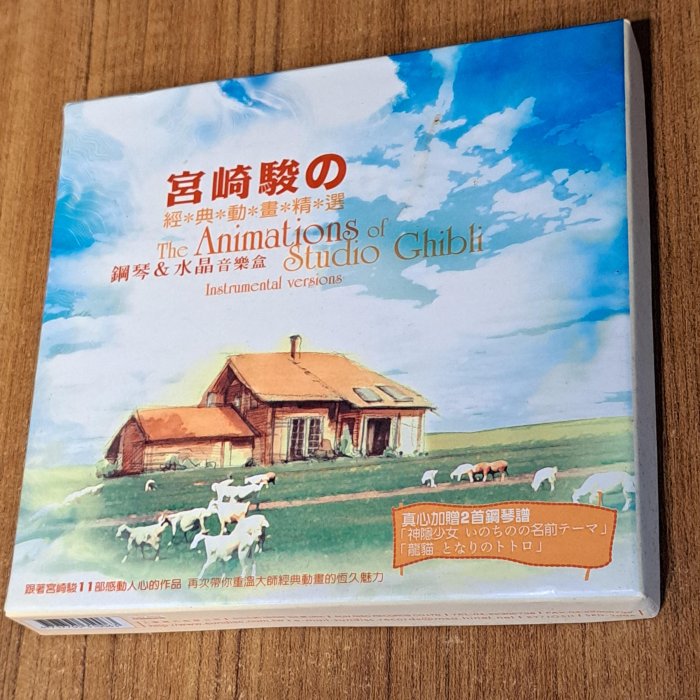 宮崎駿の
經*典*動*畫*精*選
The Animations of
Studio Ghibli
鋼琴&水晶音樂盒
Instrumental versions
真心加贈2首鋼琴譜
「神隱少女 いのちのの名前テーマ」
「龍貓 となりのトトロ」
跟著宮崎駿11部感動人心的作品 再次帶你重溫大師經典動畫的恆久魅力